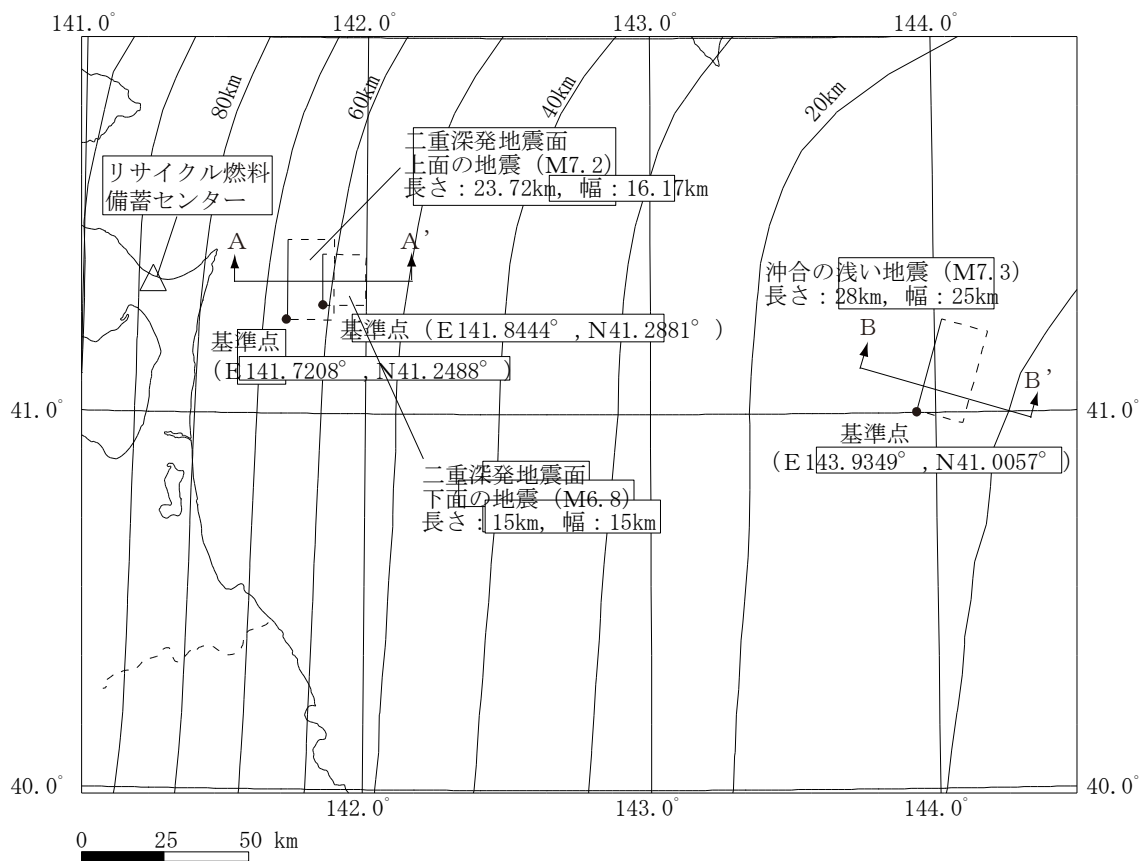 141.0°
142.0°
143.0°
144.0°
80km
60km
40km
20km
二重深発地震面
上面の地震（M7.2）
長さ：23.72km, 幅：16.17km
リサイクル燃料
備蓄センター
A
A’
沖合の浅い地震（M7.3）
長さ：28km, 幅：25km
基準点（E141.8444°, N41.2881°）
基準点
（E141.7208°, N41.2488°）
B
B’
41.0°
41.0°
基準点
（E143.9349°, N41.0057°）
二重深発地震面
下面の地震（M6.8）
長さ：15km, 幅：15km
40.0°
40.0°
142.0°
143.0°
144.0°
0 25 50 km